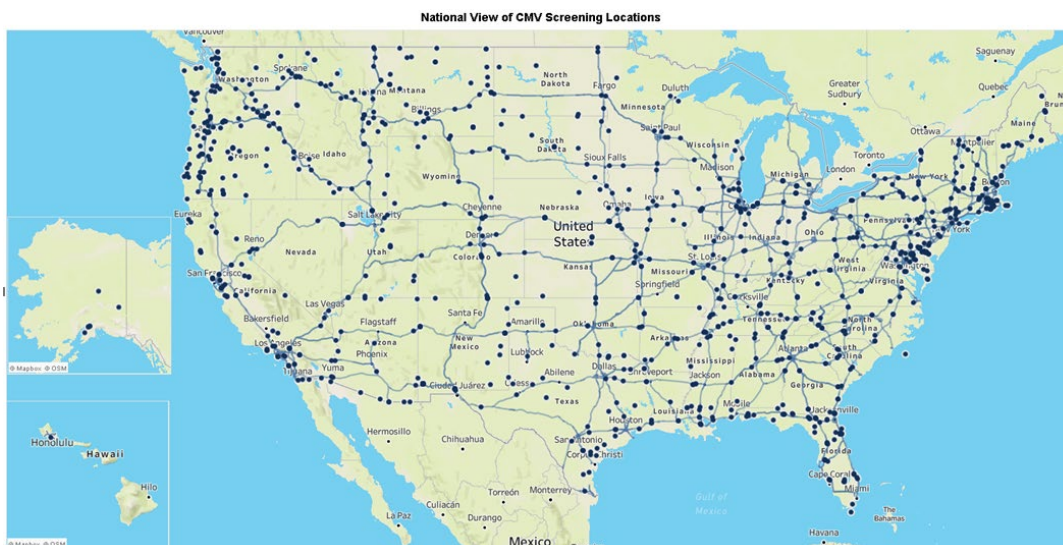 National View of CMV Screening Locations
Vancouver
Spokane
Washington
Montana
Billings
North
Dakota
Fargo
Duluth
Minnesota
Saint Paul
Greater
Sudbury
Saguenay
Quebec
Maine
Ottawa
Montpelier
Toronto
London
Oregon
Boise
Idaho
South
Dakota
Sioux Falls
Wisconsin
Madison
Michigan
New York
Boston
Wyoming
Eureka
Salt Lake City
Cheyenne
Nebraska
Omaha
Iowa
Pennsylvania
York
Reno
Nevada
Utah
Denver
Colorado
United
States
Kansas
Illinois
Indiana
Ohio
West
Virginia
Washington
Virginia
San Francisco
California
Missouri
St. Louis
Kentucky
Springfield
Clarksville
Las Vegas
Bakersfield
Flagstaff
Santa Fe
Amarillo
Oklahoma
Tennessee
North
Carolina
Los Angeles
Arizona
Phoenix
New
Mexico
Lubbock
Arkansas
Atlanta
South
Carolina
Tijuana
Yuma
Ciudad Juárez
Odessa
Abilene
Dallas
Shreveport
Mississippi
Jackson
Alabama
Georgia
Texas
Louisiana
Mobile
Jacksonville
Hermosillo
Chihuahua
San Antonio
Houston
Corpus Christi
Florida
Cape Coral
Miami
Torreón
Monterrey
Culiacán
La Paz
Durango
Mexico
Gulf of
Mexico
The
Bahamas
Havana
© Mapbox © OSM
Honolulu
Hawaii
Hilo
© Mapbox © OSM